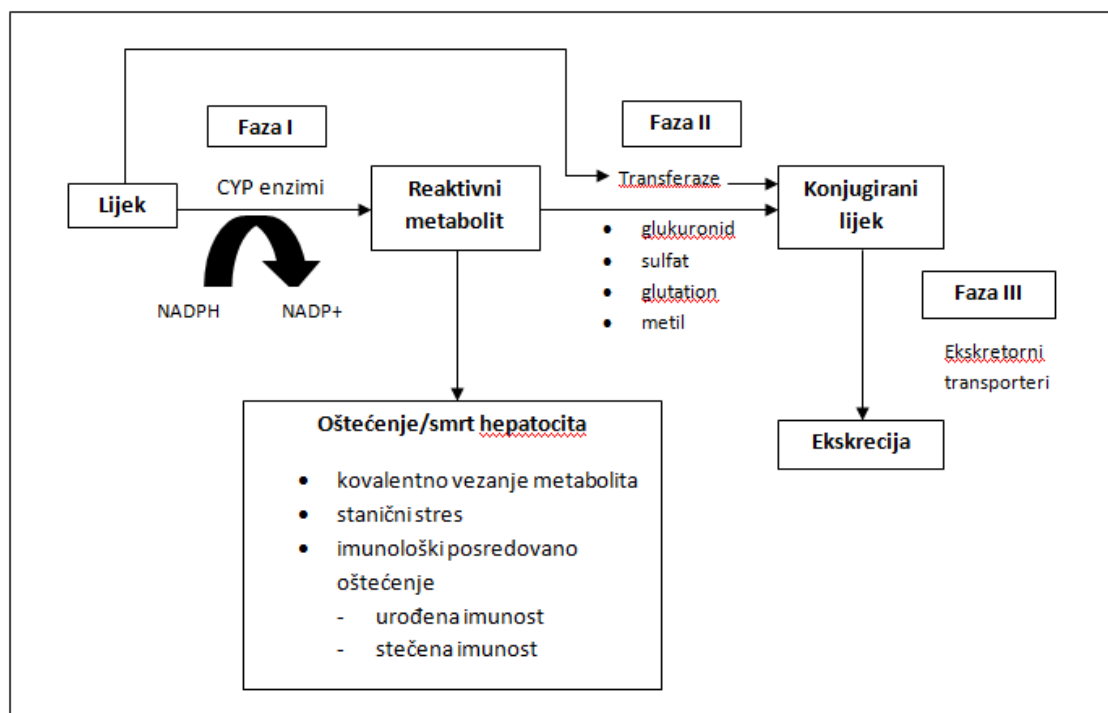 Faza I
Faza II
Lijek
CYP enzimi
NADPH
NADP+
Reaktivni
metabolit
Transferaze
• glukuronid
• sulfat
• glutation
• metil
Konjugirani
lijek
Faza III
Ekskretorni
transporteri
Ekskrecija
Oštećenje/smrt hepatocita
• kovalentno vezanje metabolita
• stanični stres
• imunološki posredovano
oštećenje
- urođena imunost
- stečena imunost